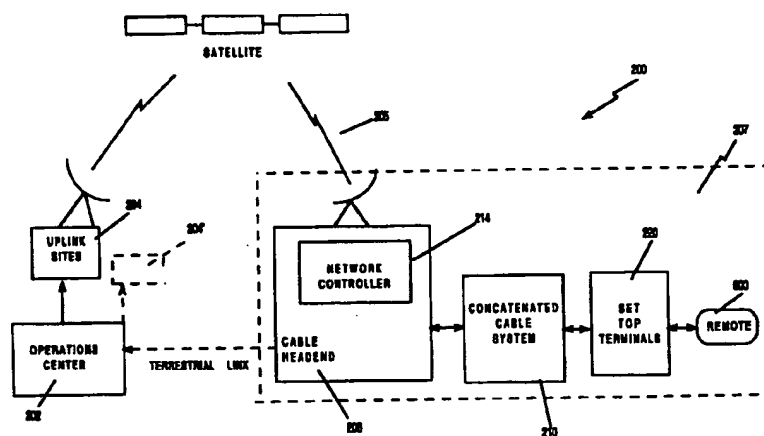 SATELLITE
200
205
207
204
UPLINK
SITES
204'
214
NETWORK
CONTROLLER
220
CONCATENATED
CABLE
SYSTEM
SET
TOP
TERMINALS
REMOTE
OPERATIONS
CENTER
TERRESTRIAL LINK
CABLE
HEADEND
202
208
210